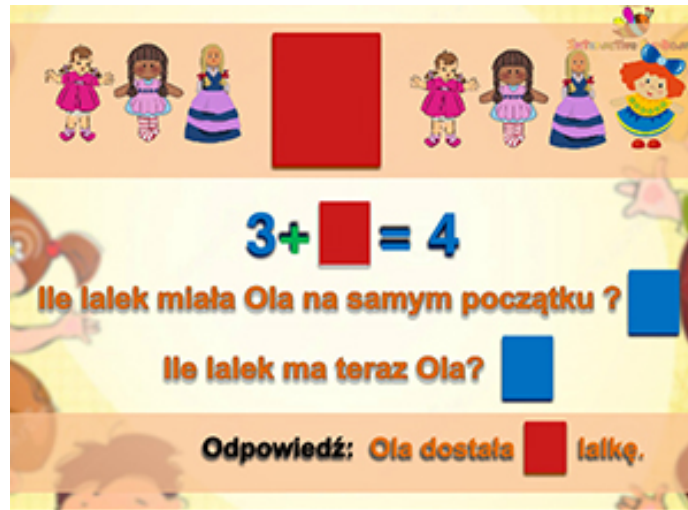 3+ = 4
Ile lalek miała Ola na samym początku ?
Ile lalek ma teraz Ola?
Odpowiedź: Ola dostała lalkę.